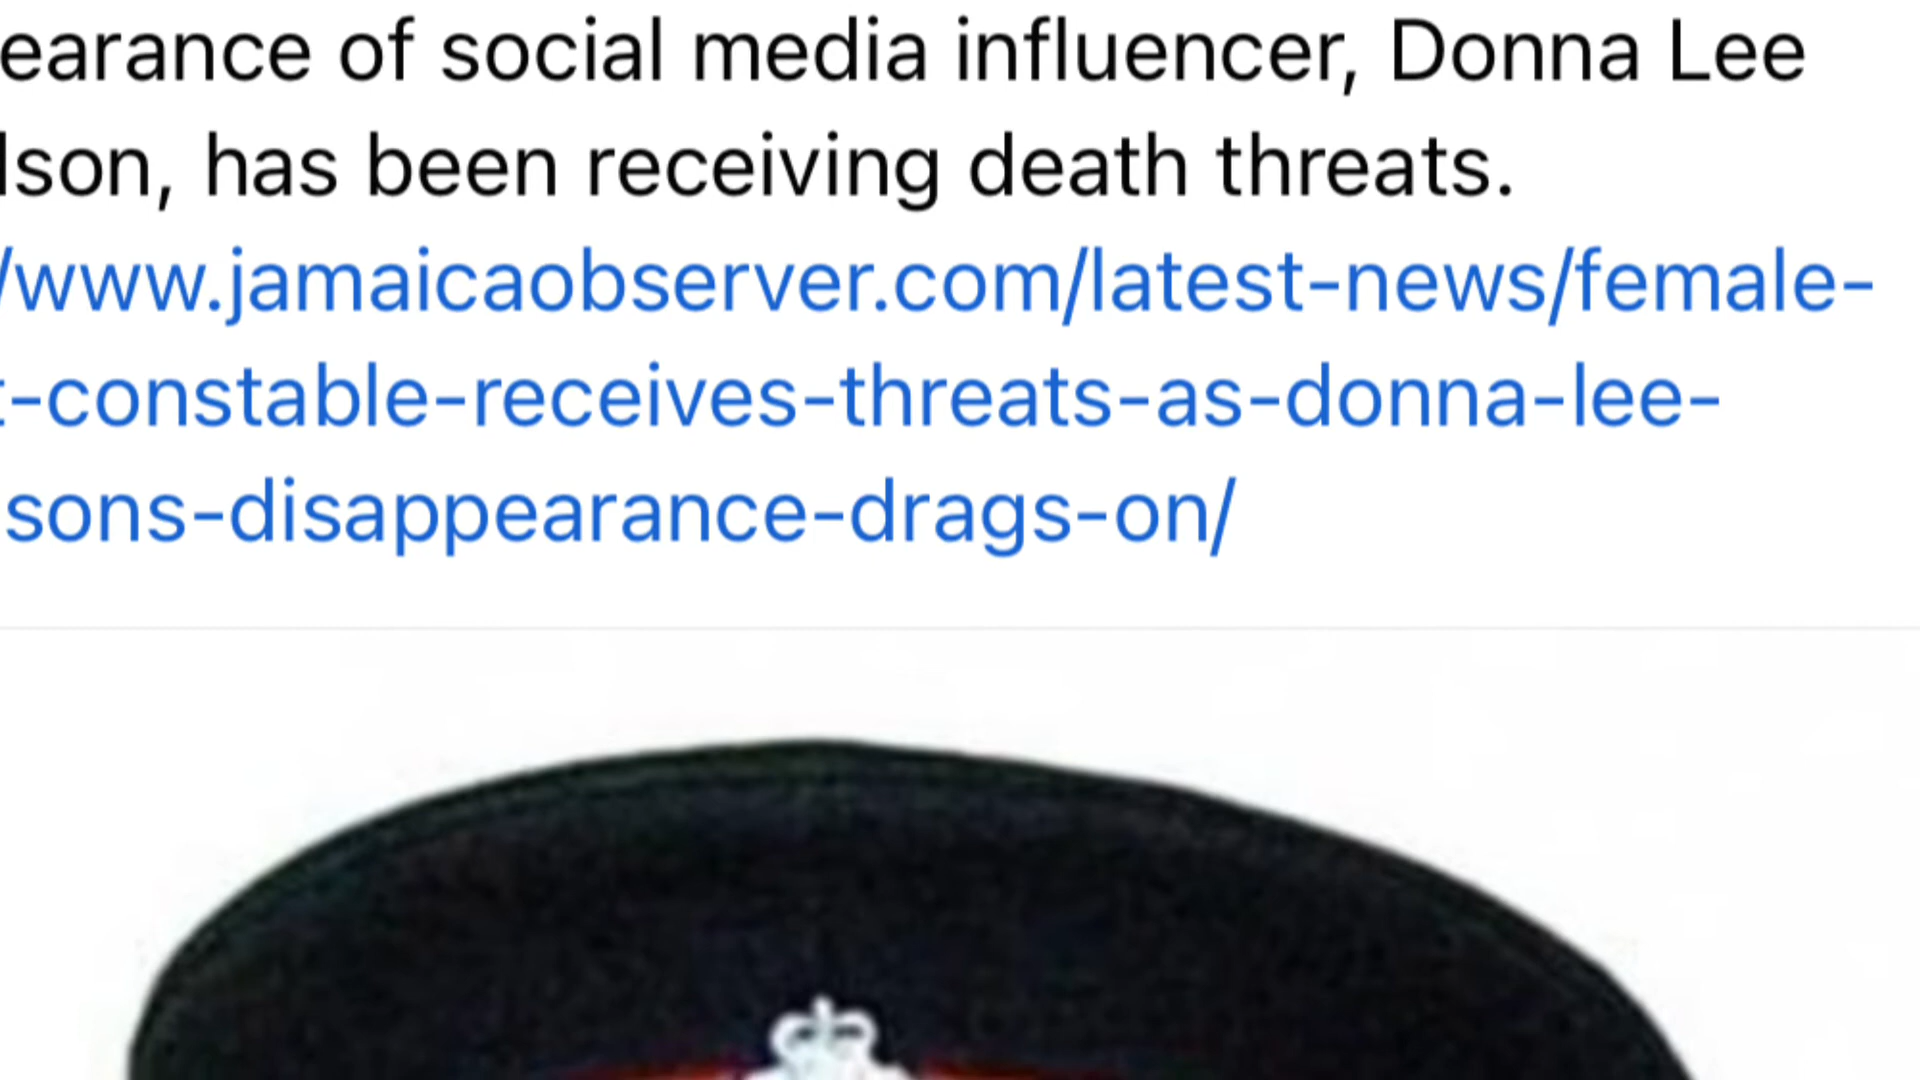 earance of social media influencer, Donna Lee
lson, has been receiving death threats.
/www.jamaicaobserver.com/latest-news/female-
t-constable-receives-threats-as-donna-lee-
sons-disappearance-drags-on/